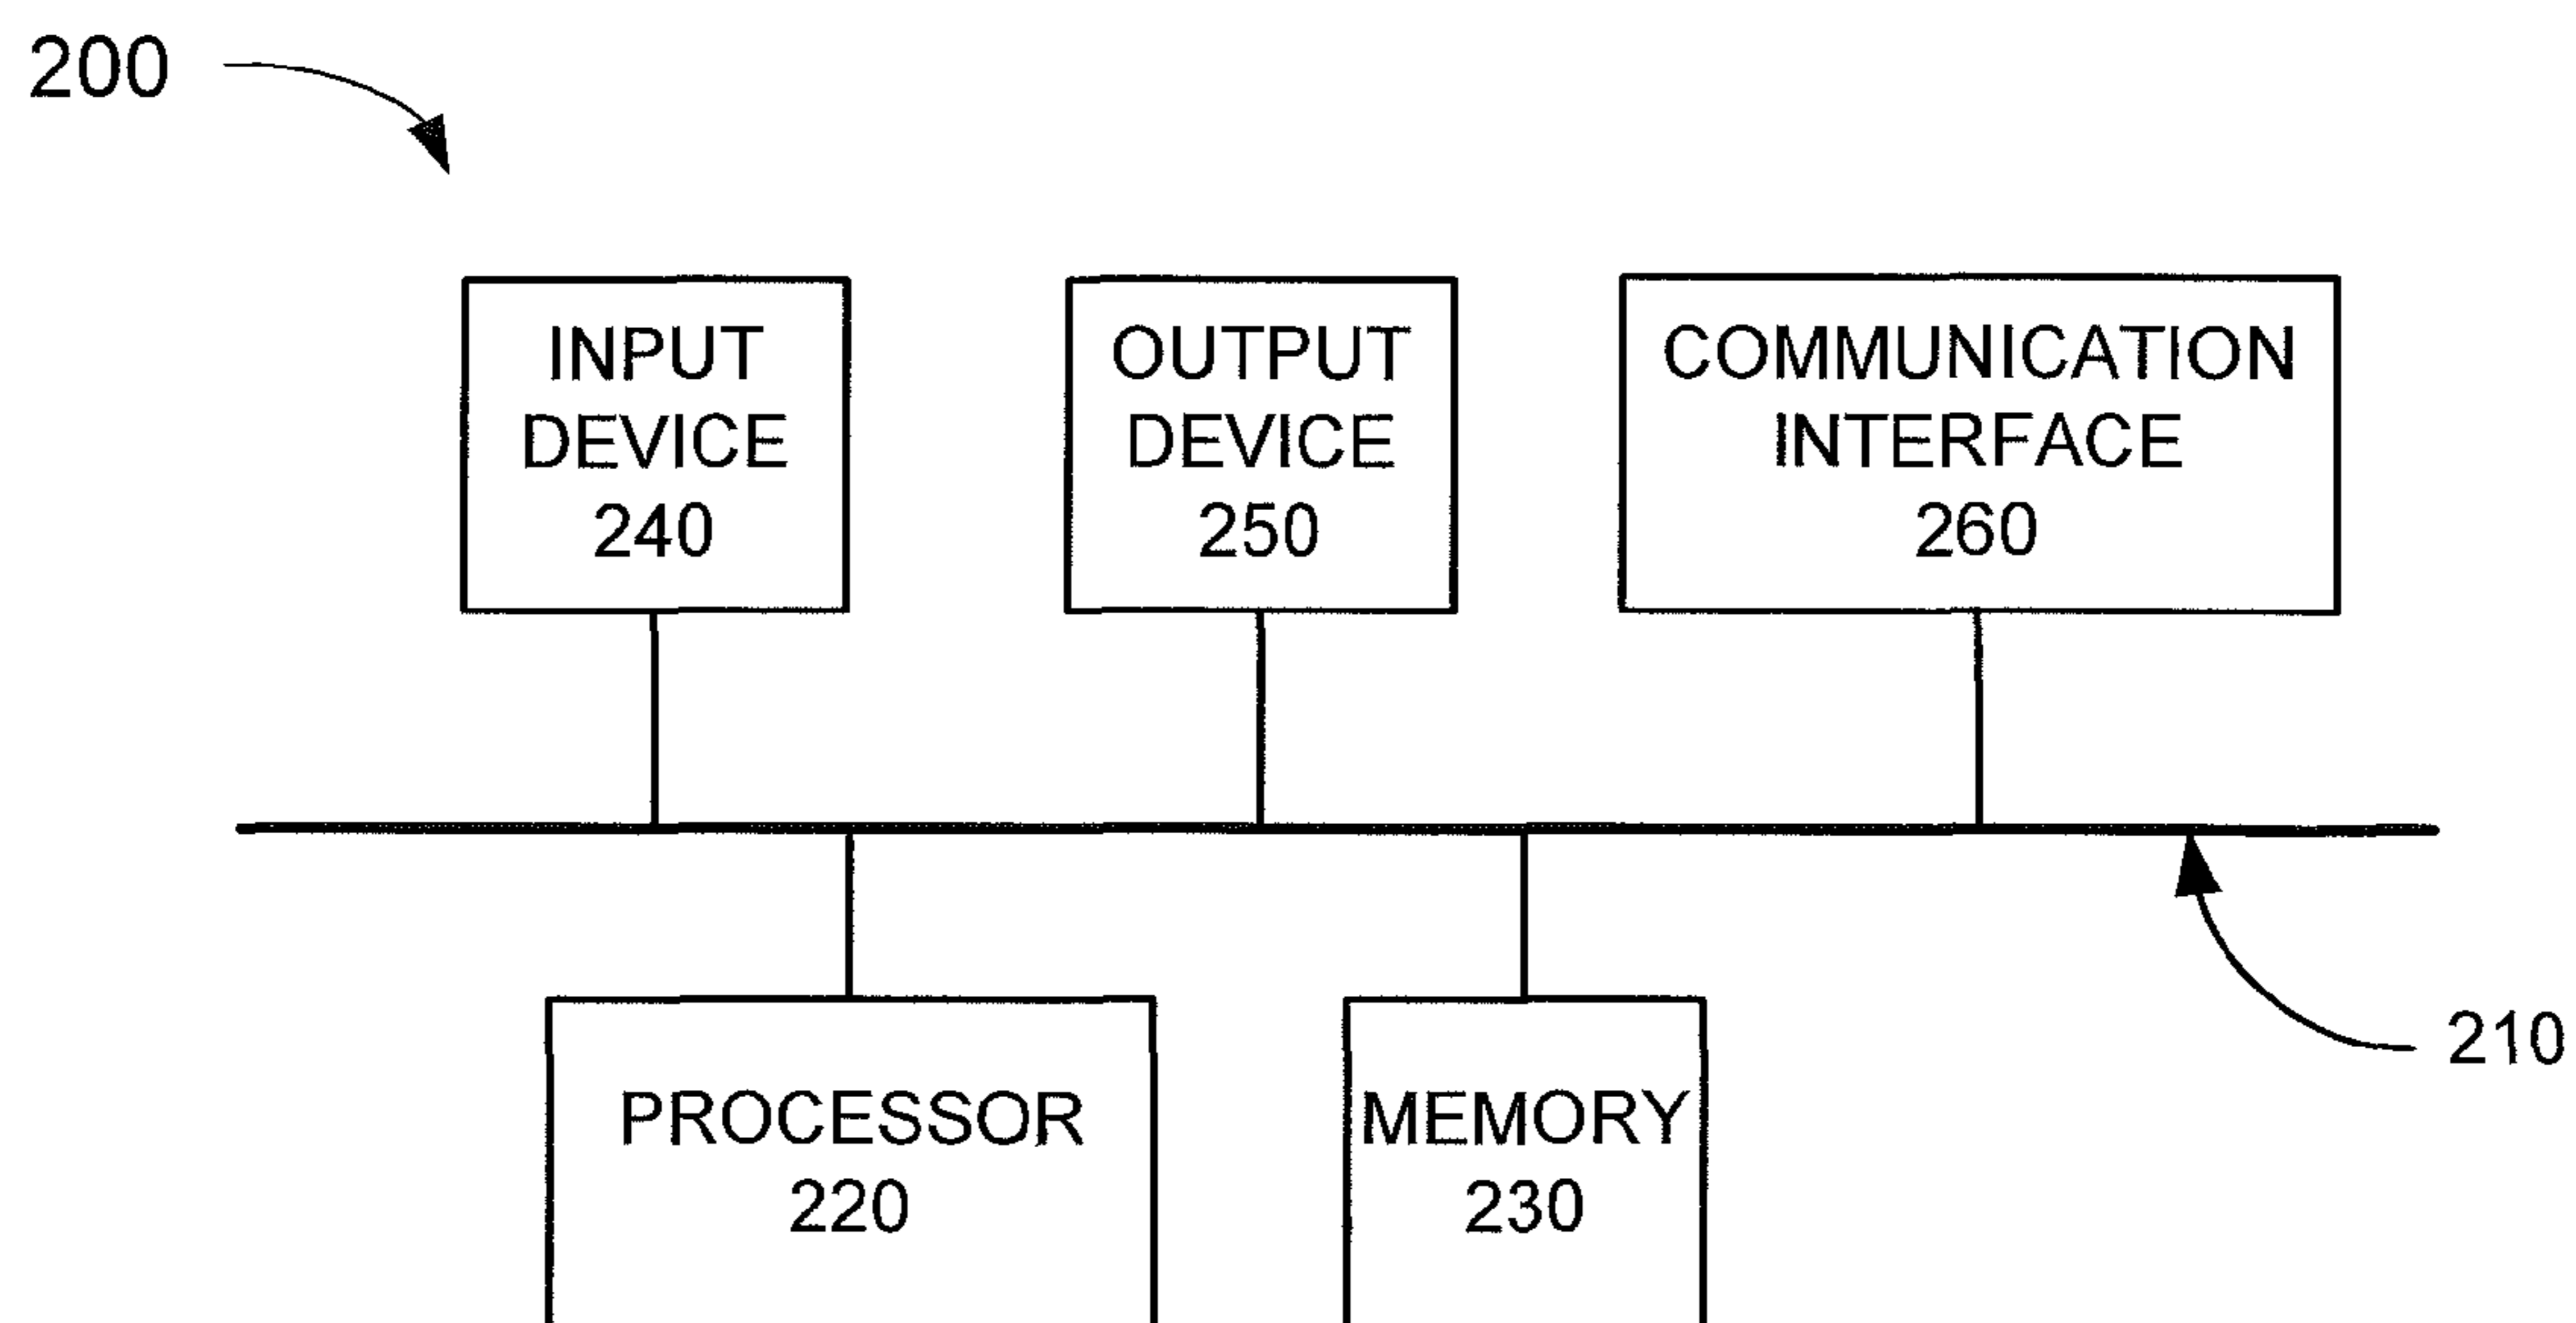 200
INPUT
DEVICE
240
OUTPUT
DEVICE
250
COMMUNICATION
INTERFACE
260
210
PROCESSOR
220
MEMORY
230